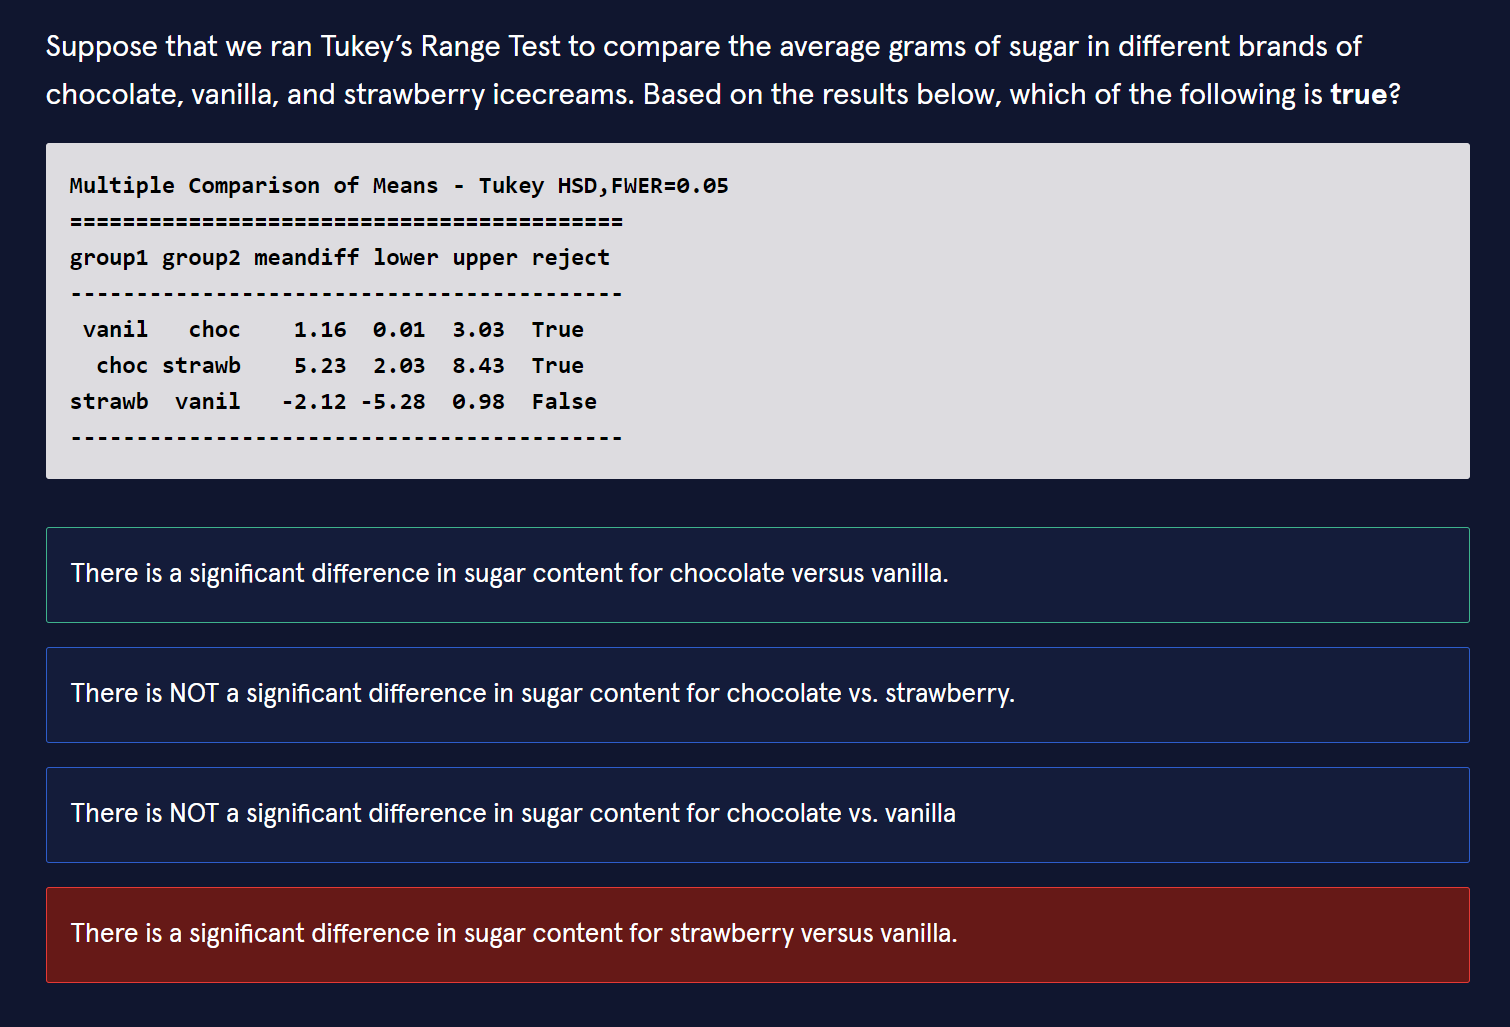 Suppose that we ran Tukey’s Range Test to compare the average grams of sugar in different brands of
chocolate, vanilla, and strawberry icecreams. Based on the results below, which of the following is true?
Multiple Comparison of Means - Tukey HSD,FWER=0.05
==========================================
group1 group2 meandiff lower upper reject
------------------------------------------
 vanil   choc    1.16  0.01  3.03  True
  choc strawb    5.23  2.03  8.43  True
strawb  vanil   -2.12 -5.28  0.98  False
------------------------------------------
There is a significant difference in sugar content for chocolate versus vanilla.
There is NOT a significant difference in sugar content for chocolate vs. strawberry.
There is NOT a significant difference in sugar content for chocolate vs. vanilla
There is a significant difference in sugar content for strawberry versus vanilla.